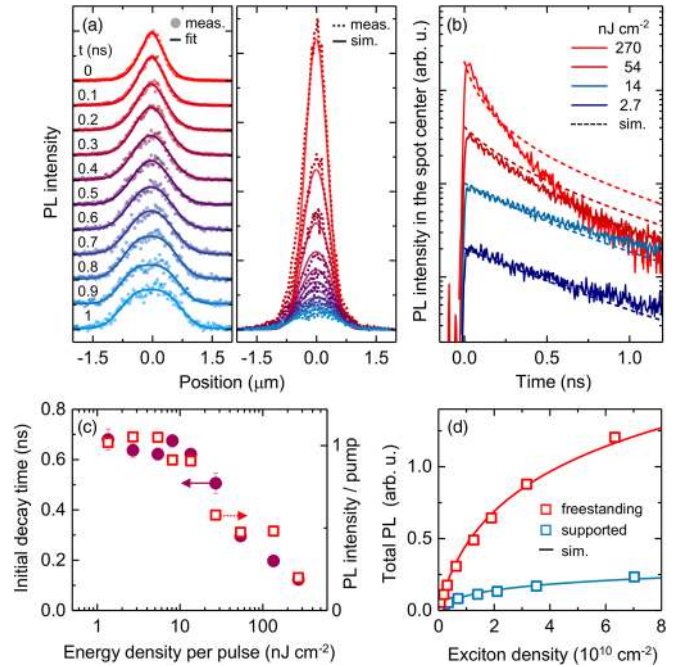 (a)
meas.
fit
t (ns)
0
0.1
0.2
0.3
0.4
0.5
0.6
0.7
0.8
0.9
1
PL intensity
-1.5 0.0 1.5 -1.5 0.0 1.5
Position (μm)
meas.
sim.
(b)
nJ cm-2
270
54
14
2.7
sim.
PL intensity in the spot center (arb. u.)
0.0 0.5 1.0
Time (ns)
(c)
0.8
0.6
0.4
0.2
0.0
Initial decay time (ns)
1
0
PL intensity / pump
1 10 100
Energy density per pulse (nJ cm-2)
(d)
1.2
0.8
0.4
0.0
Total PL (arb. u.)
freestanding
supported
sim.
0 2 4 6 8
Exciton density (10^10 cm-2)